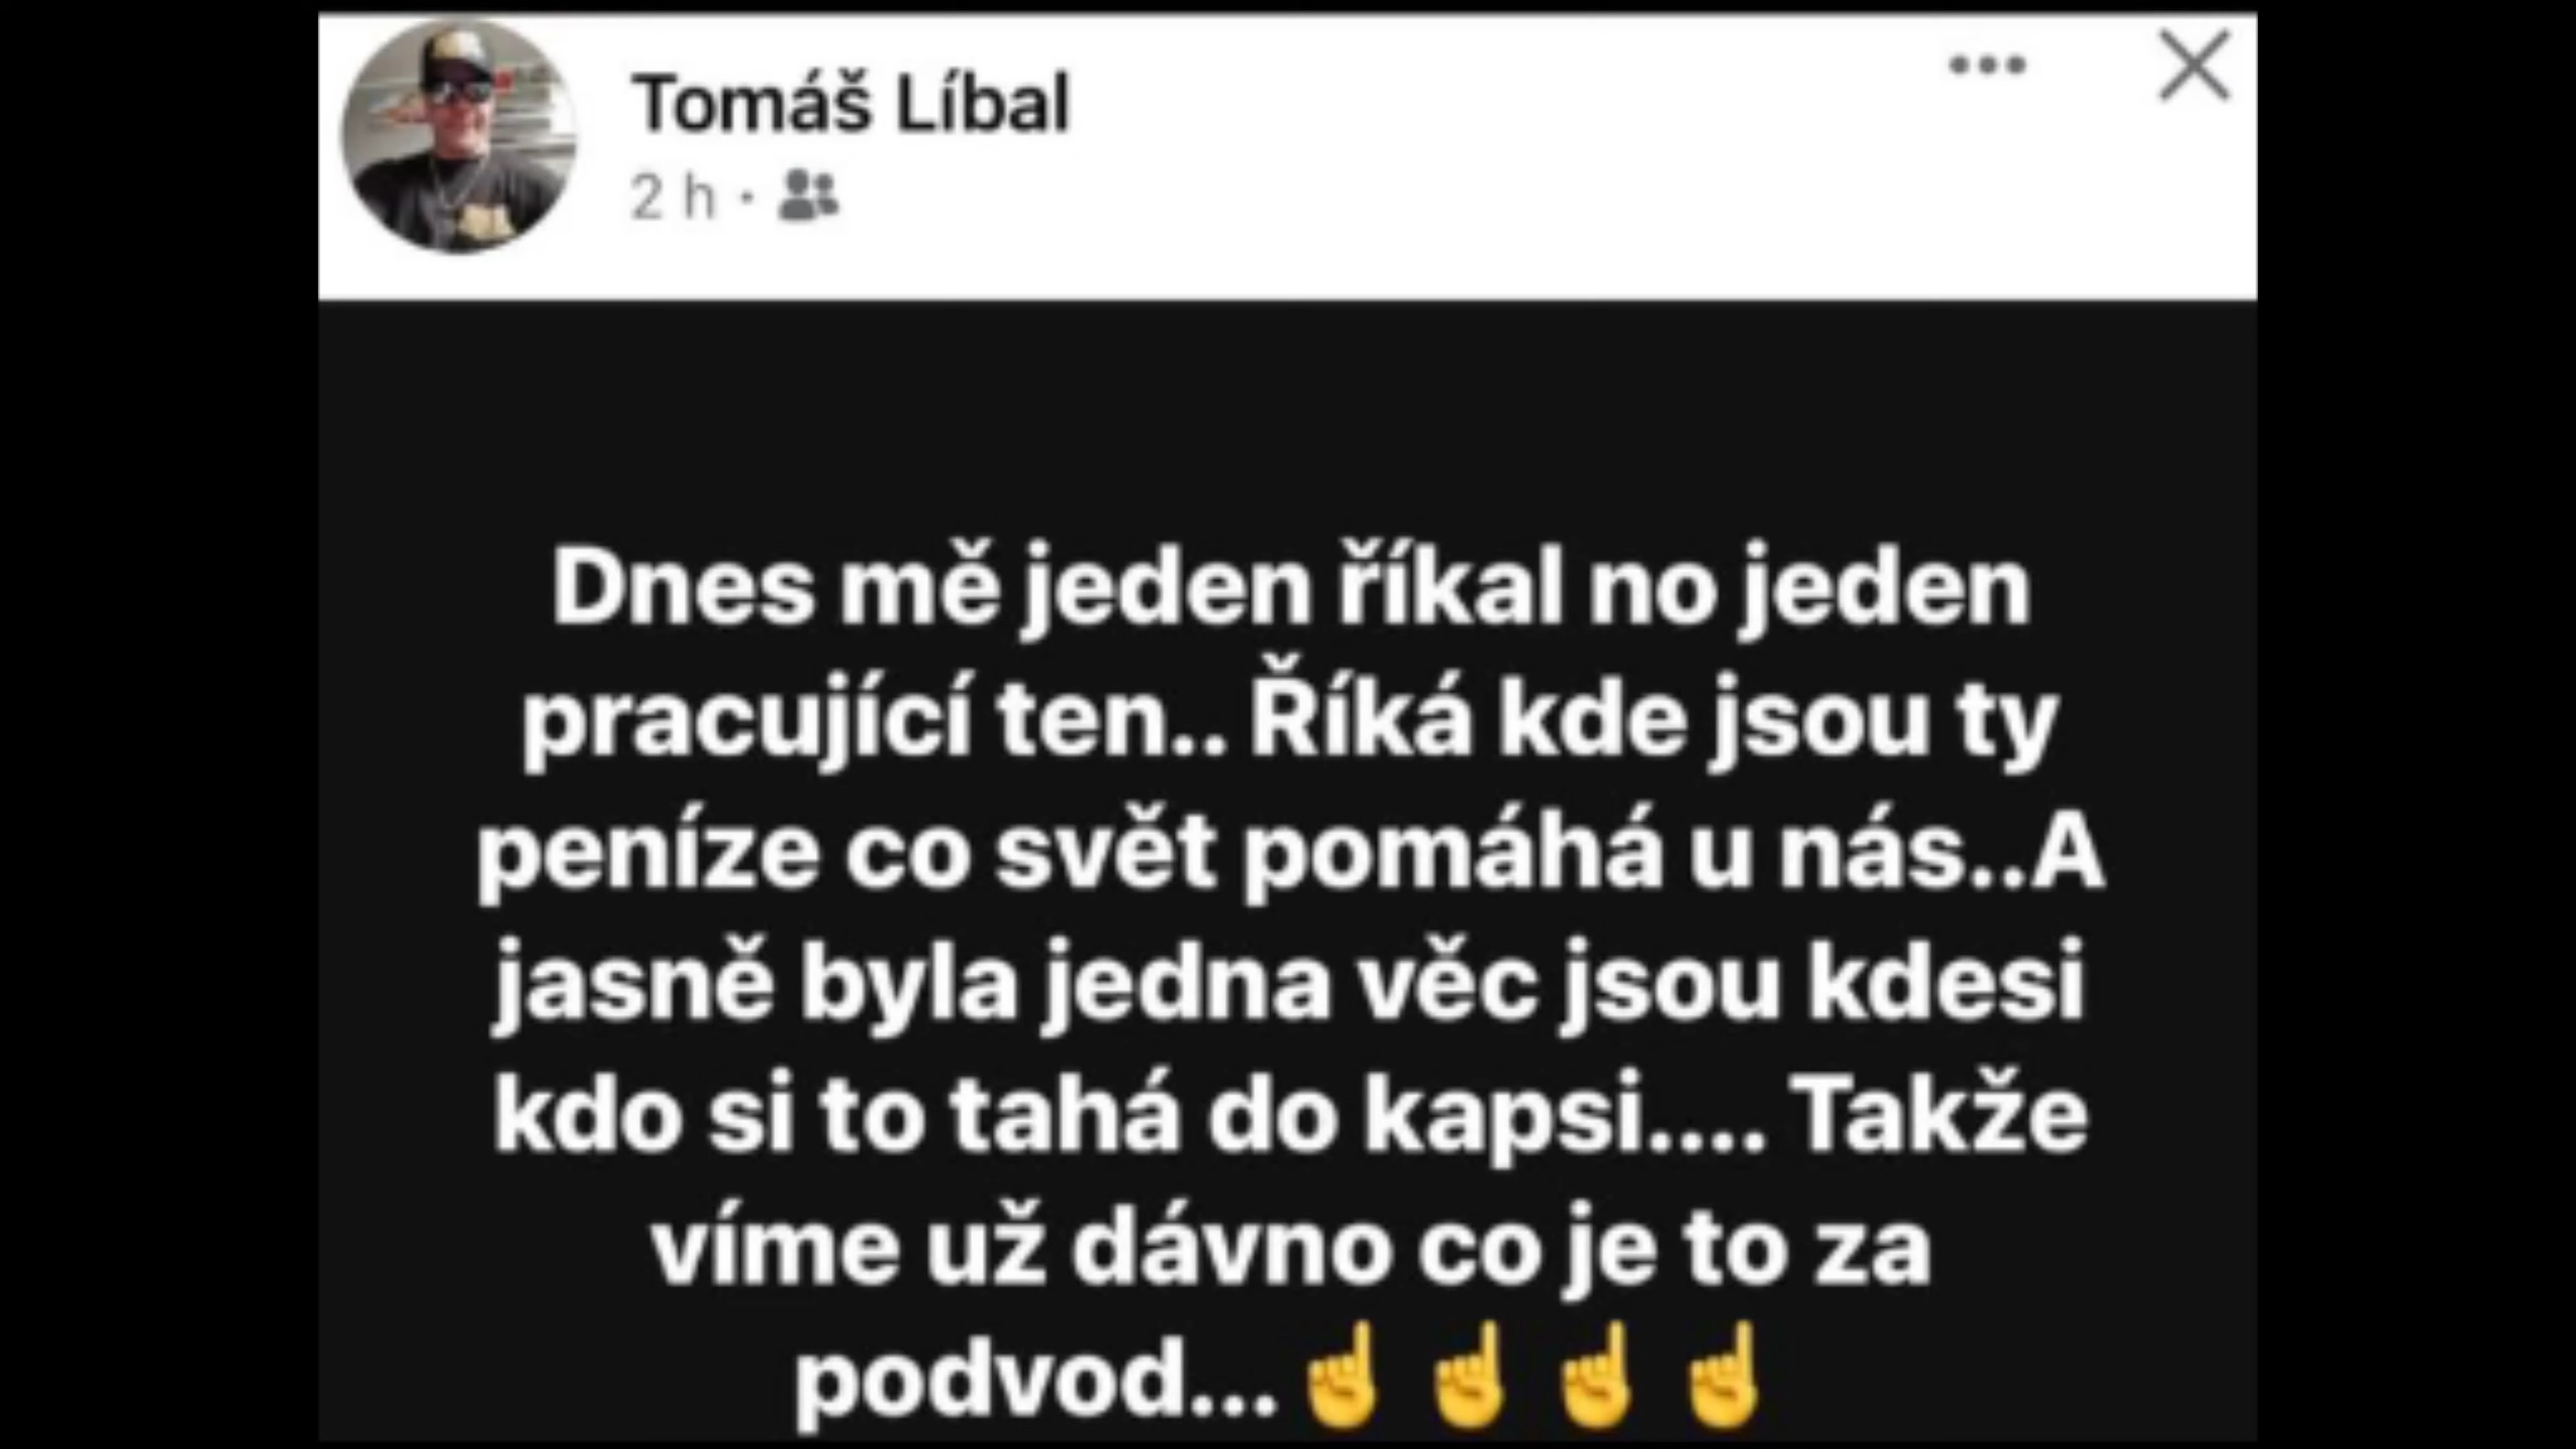 Tomáš Líbal
2 h ·
Dnes mě jeden říkal no jeden
pracující ten.. Říká kde jsou ty
peníze co svět pomáhá u nás..A
jasně byla jedna věc jsou kdesi
kdo si to tahá do kapsi.... Takže
víme už dávno co je to za
podvod...☝☝☝☝